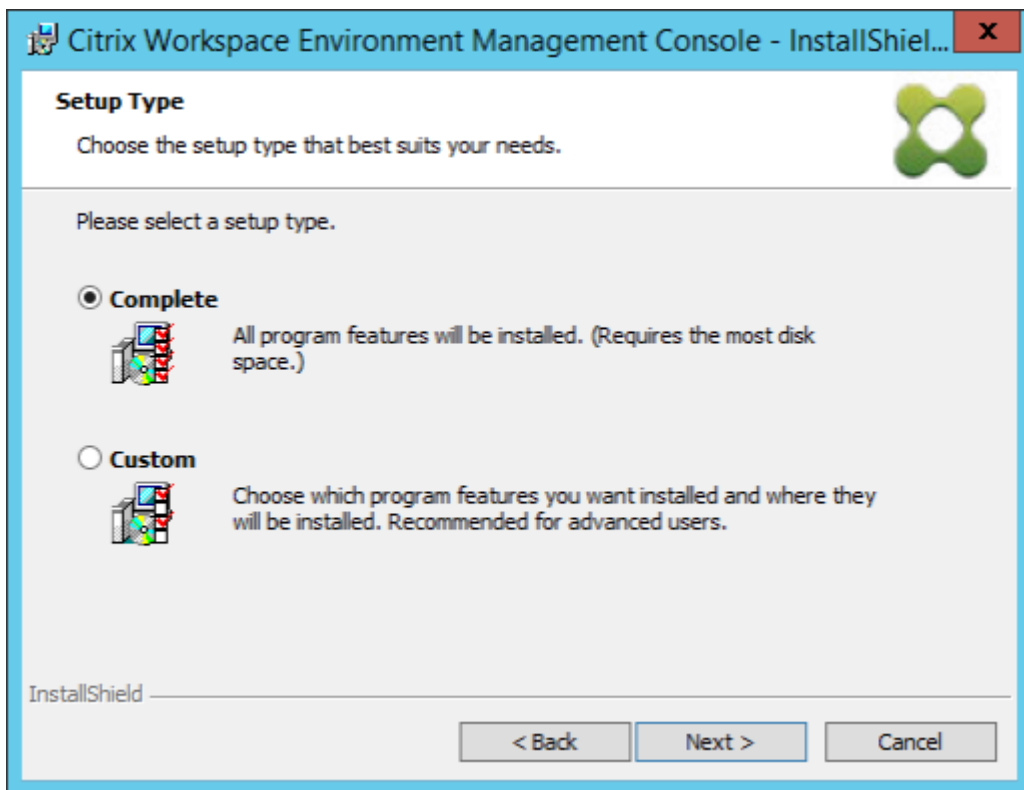 Citrix Workspace Environment Management Console - InstallShiel...
x
Setup Type
Choose the setup type that best suits your needs.
Please select a setup type.
Complete
All program features will be installed. (Requires the most disk
space.)
Custom
Choose which program features you want installed and where they
will be installed. Recommended for advanced users.
InstallShield
< Back
Next >
Cancel